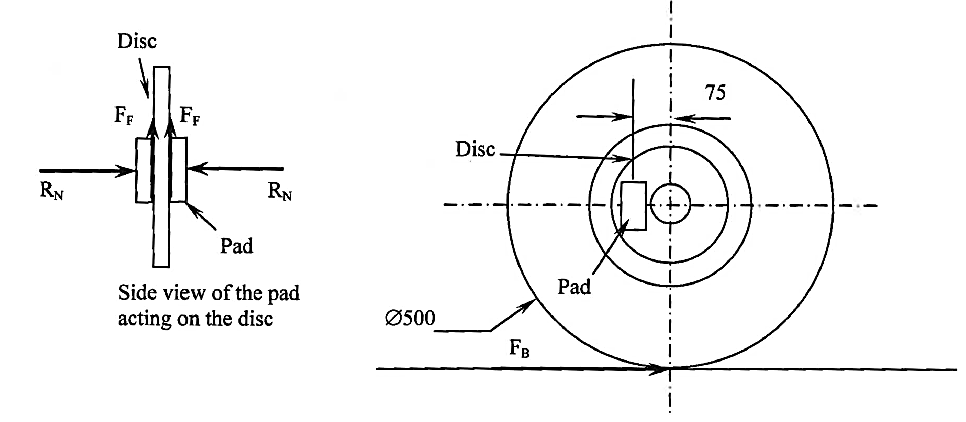 Disc
F_F F_F
R_N R_N
Pad
Side view of the pad
acting on the disc
75
Disc
Pad
Ø500
F_B